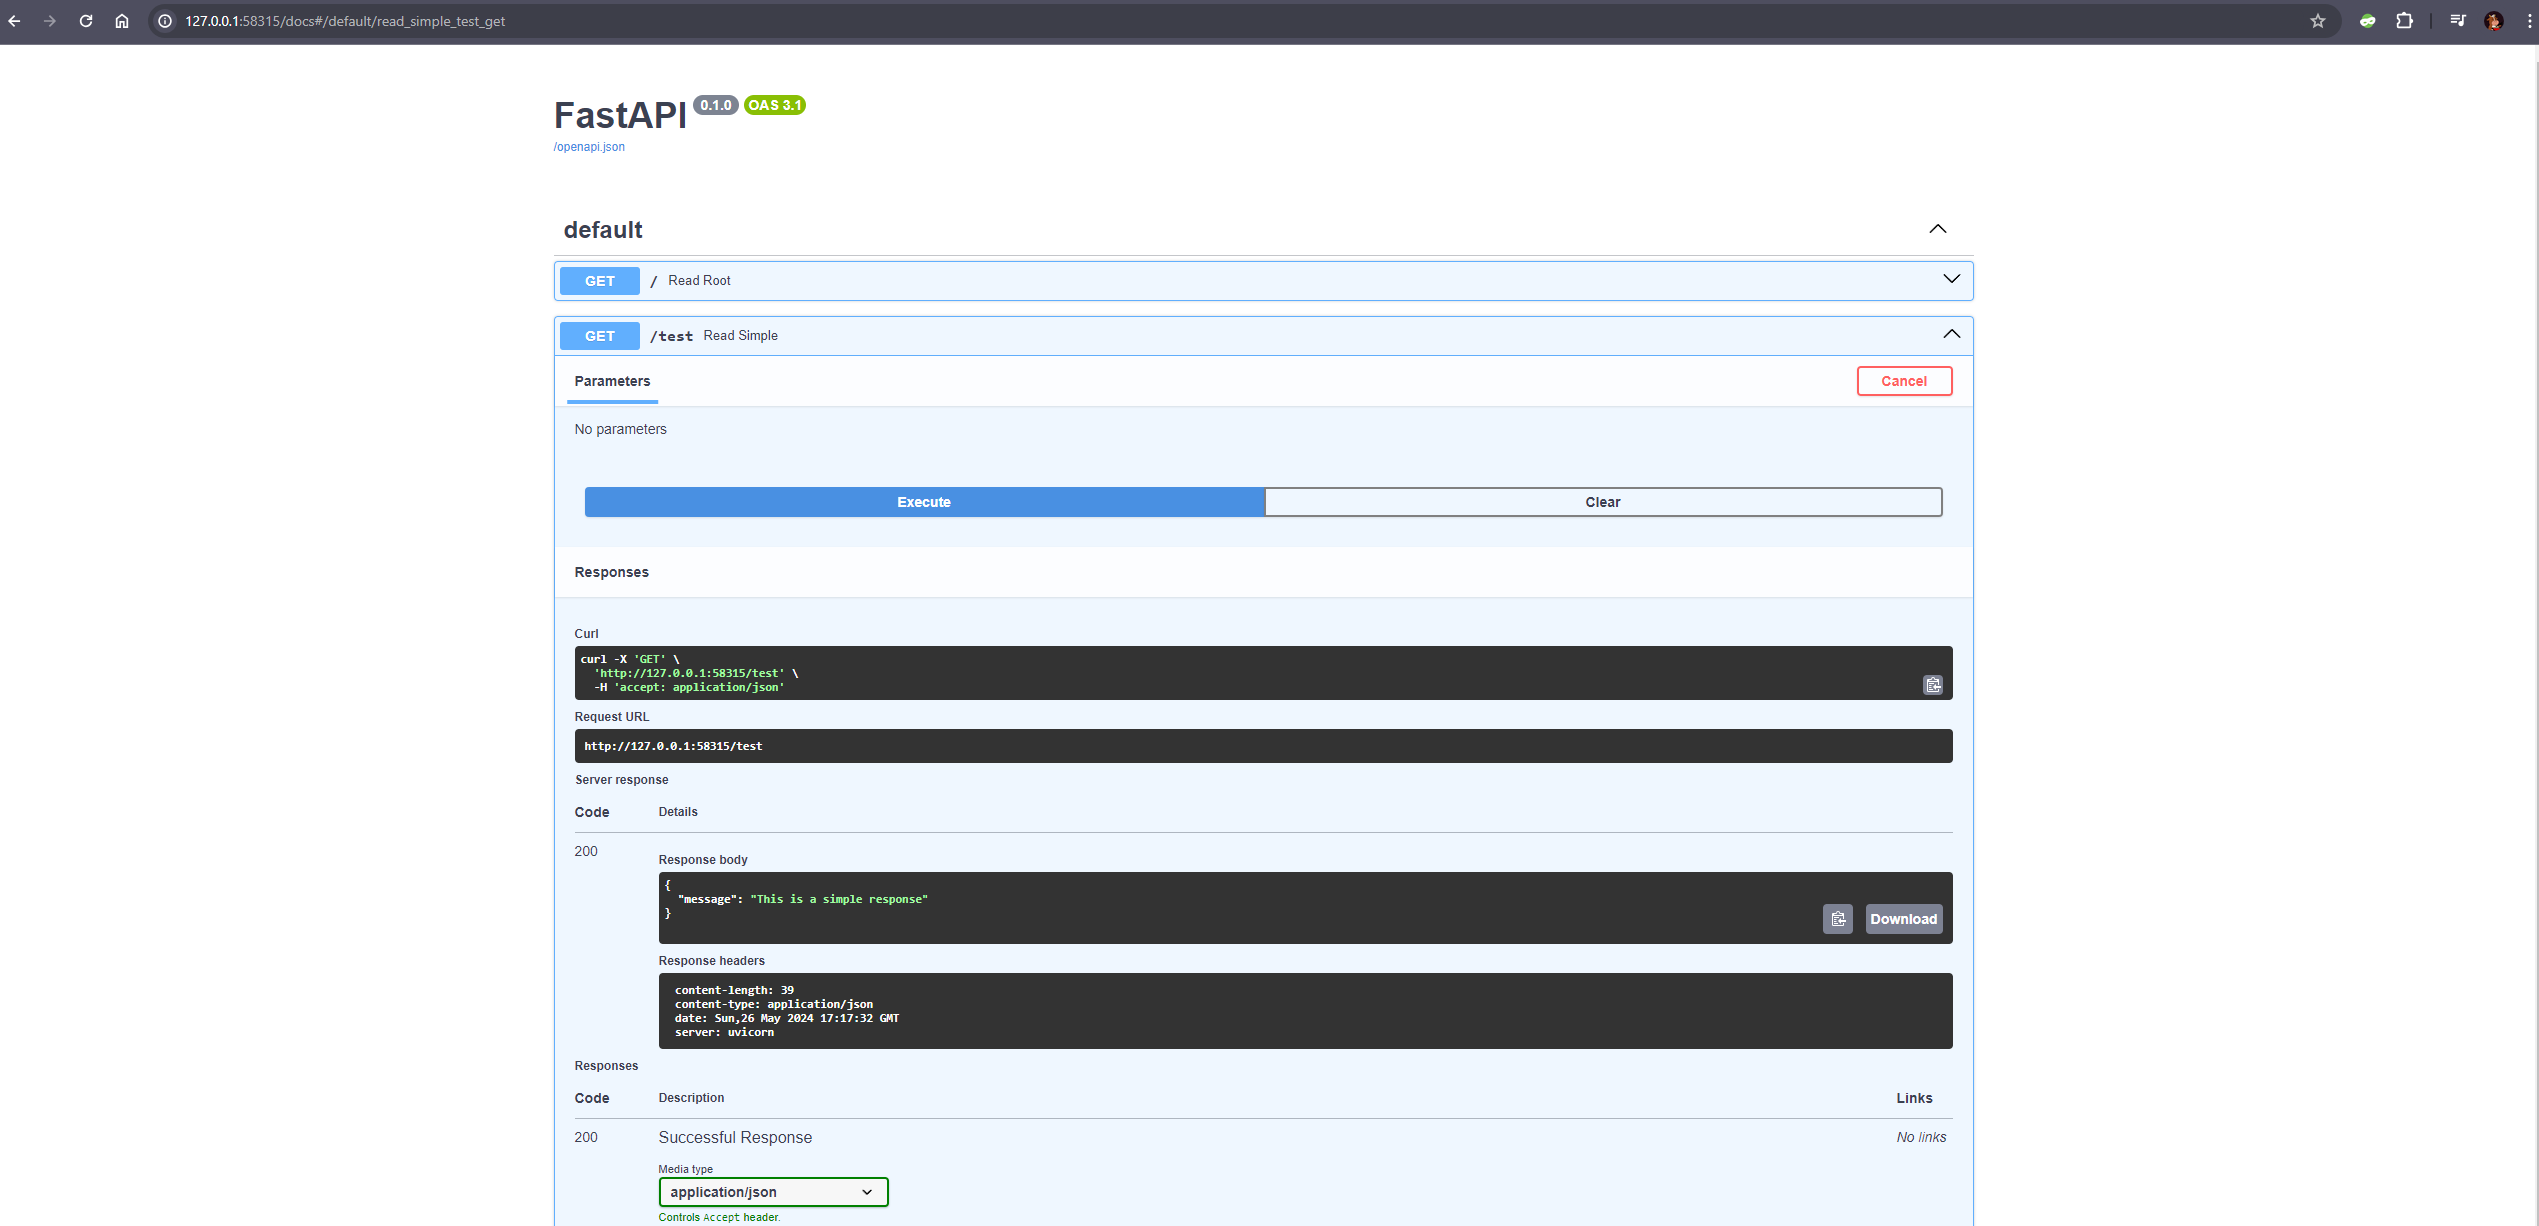 127.0.0.1:58315/docs#/default/read_simple_test_get
FastAPI 0.1.0 OAS 3.1
/openapi.json
default
GET / Read Root
GET /test Read Simple
Parameters
Cancel
No parameters
Execute
Clear
Responses
Curl
curl -X 'GET' \
'http://127.0.0.1:58315/test' \
-H 'accept: application/json'
Request URL
http://127.0.0.1:58315/test
Server response
Code Details
200
Response body
{
"message": "This is a simple response"
}
Download
Response headers
content-length: 39
content-type: application/json
date: Sun,26 May 2024 17:17:32 GMT
server: uvicorn
Responses
Code Description Links
200 Successful Response No links
Media type
application/json
Controls Accept header.